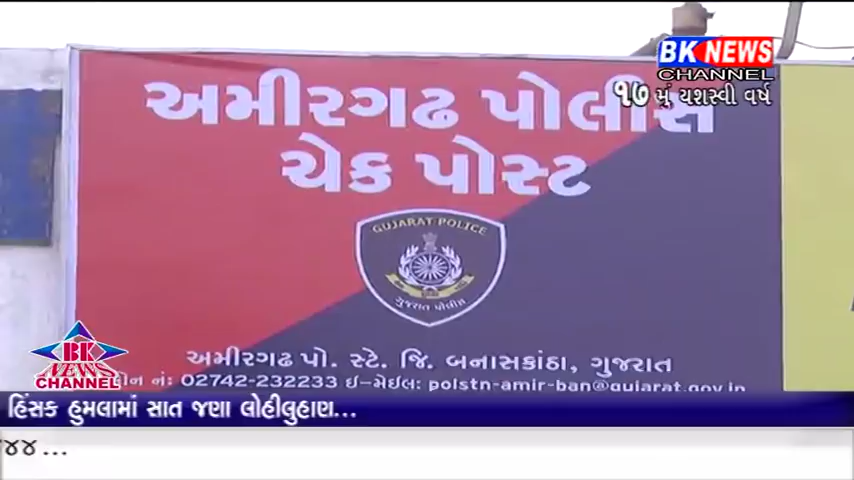 BK NEWS
CHANNEL
૧૭ મું યશસ્વી વર્ષ
અમીરગઢ પોલીસ
ચેક પોસ્ટ
GUJARAT POLICE
ગુજરાત પોલીસ
અમીરગઢ પો. સ્ટે. જિ. બનાસકાંઠા, ગુજરાત
નં: 02742-232233 ઇ-મેઇલ: polstn-amir-ban@gujarat.gov.in
BK
NEWS
CHANNEL
હિંસક હુમલામાં સાત જણા લોહીલુહાણ...
૪૪...